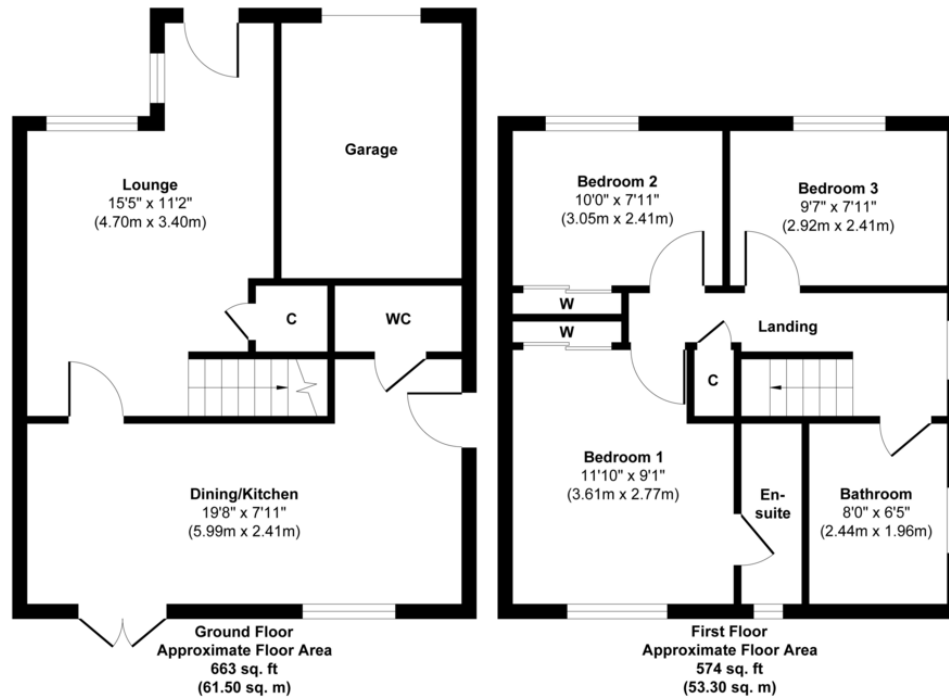 Lounge
15'5" x 11'2"
(4.70m x 3.40m)
Garage
C
WC
Dining/Kitchen
19'8" x 7'11"
(5.99m x 2.41m)
Ground Floor
Approximate Floor Area
663 sq. ft
(61.50 sq. m)
Bedroom 2
10'0" x 7'11"
(3.05m x 2.41m)
Bedroom 3
9'7" x 7'11"
(2.92m x 2.41m)
W
W
Landing
C
Bedroom 1
11'10" x 9'1"
(3.61m x 2.77m)
En-
suite
Bathroom
8'0" x 6'5"
(2.44m x 1.96m)
First Floor
Approximate Floor Area
574 sq. ft
(53.30 sq. m)